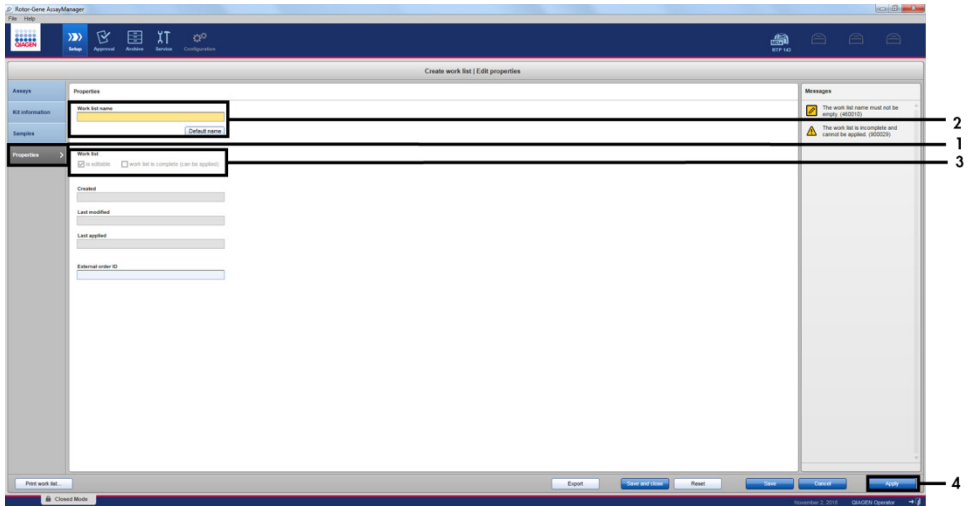 Rotor-Gene AssayManager
File Help
QIAGEN
Setup Approval Archive Service Configuration
RTP 143
Create work list | Edit properties
Assays
Kit information
Samples
Properties
Properties
Work list name
Default name
Work list
is editable work list is complete (can be applied)
Created
Last modified
Last applied
External order ID
Messages
The work list name must not be
empty. (460010)
The work list is incomplete and
cannot be applied. (900029)
2
1
3
4
Print work list...
Export
Save and close
Reset
Save
Cancel
Apply
Closed Mode
November 2, 2018 QIAGEN Operator